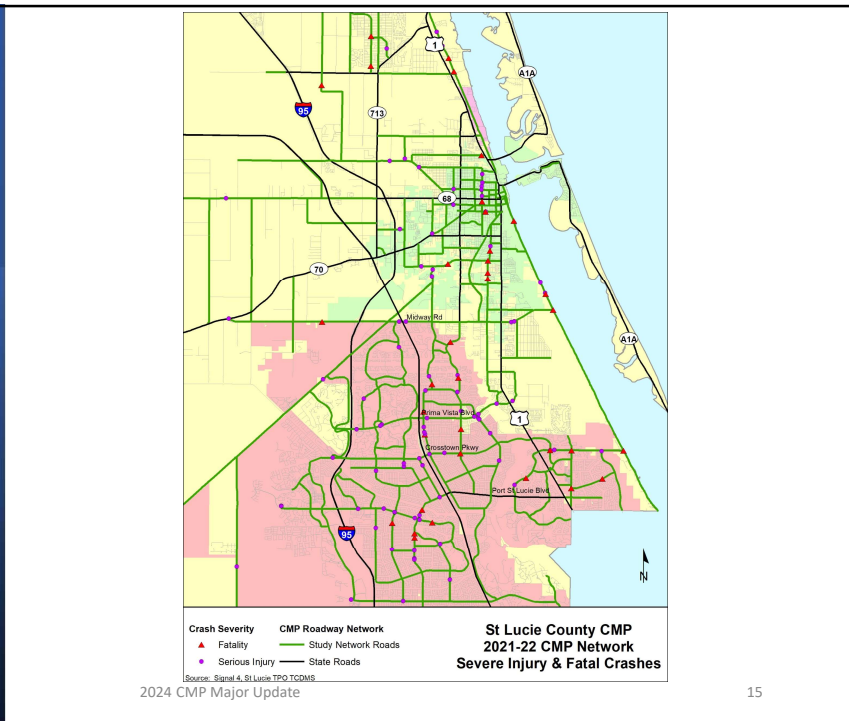 1
A1A
95
713
68
70
Midway Rd
A1A
Prima Vista Blvd
1
Crosstown Pkwy
Port St Lucie Blvd
95
N
Crash Severity
Fatality
Serious Injury
CMP Roadway Network
Study Network Roads
State Roads
St Lucie County CMP
2021-22 CMP Network
Severe Injury & Fatal Crashes
Source: Signal 4, St Lucie TPO TCDMS
2024 CMP Major Update
15